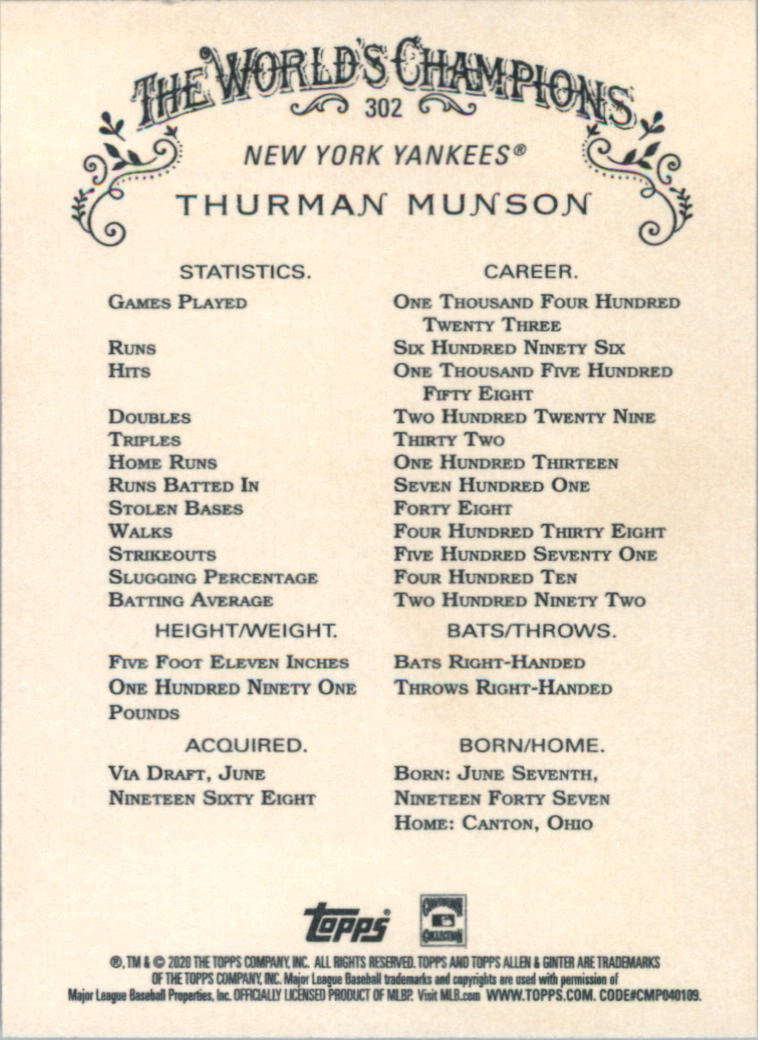 THE WORLD'S CHAMPIONS
302
NEW YORK YANKEES®
THURMAN MUNSON
STATISTICS. CAREER.
GAMES PLAYED ONE THOUSAND FOUR HUNDRED
TWENTY THREE
RUNS SIX HUNDRED NINETY SIX
HITS ONE THOUSAND FIVE HUNDRED
FIFTY EIGHT
DOUBLES TWO HUNDRED TWENTY NINE
TRIPLES THIRTY TWO
HOME RUNS ONE HUNDRED THIRTEEN
RUNS BATTED IN SEVEN HUNDRED ONE
STOLEN BASES FORTY EIGHT
WALKS FOUR HUNDRED THIRTY EIGHT
STRIKEOUTS FIVE HUNDRED SEVENTY ONE
SLUGGING PERCENTAGE FOUR HUNDRED TEN
BATTING AVERAGE TWO HUNDRED NINETY TWO
HEIGHT/WEIGHT. BATS/THROWS.
FIVE FOOT ELEVEN INCHES BATS RIGHT-HANDED
ONE HUNDRED NINETY ONE THROWS RIGHT-HANDED
POUNDS
ACQUIRED. BORN/HOME.
VIA DRAFT, JUNE BORN: JUNE SEVENTH,
NINETEEN SIXTY EIGHT NINETEEN FORTY SEVEN
HOME: CANTON, OHIO
Topps® COOPERSTOWN COLLECTION
®, TM & © 2020 THE TOPPS COMPANY, INC. ALL RIGHTS RESERVED. TOPPS AND TOPPS ALLEN & GINTER ARE TRADEMARKS
OF THE TOPPS COMPANY, INC. Major League Baseball trademarks and copyrights are used with permission of
Major League Baseball Properties, Inc. OFFICIALLY LICENSED PRODUCT OF MLBP. Visit MLB.com WWW.TOPPS.COM. CODE#CMP040109.